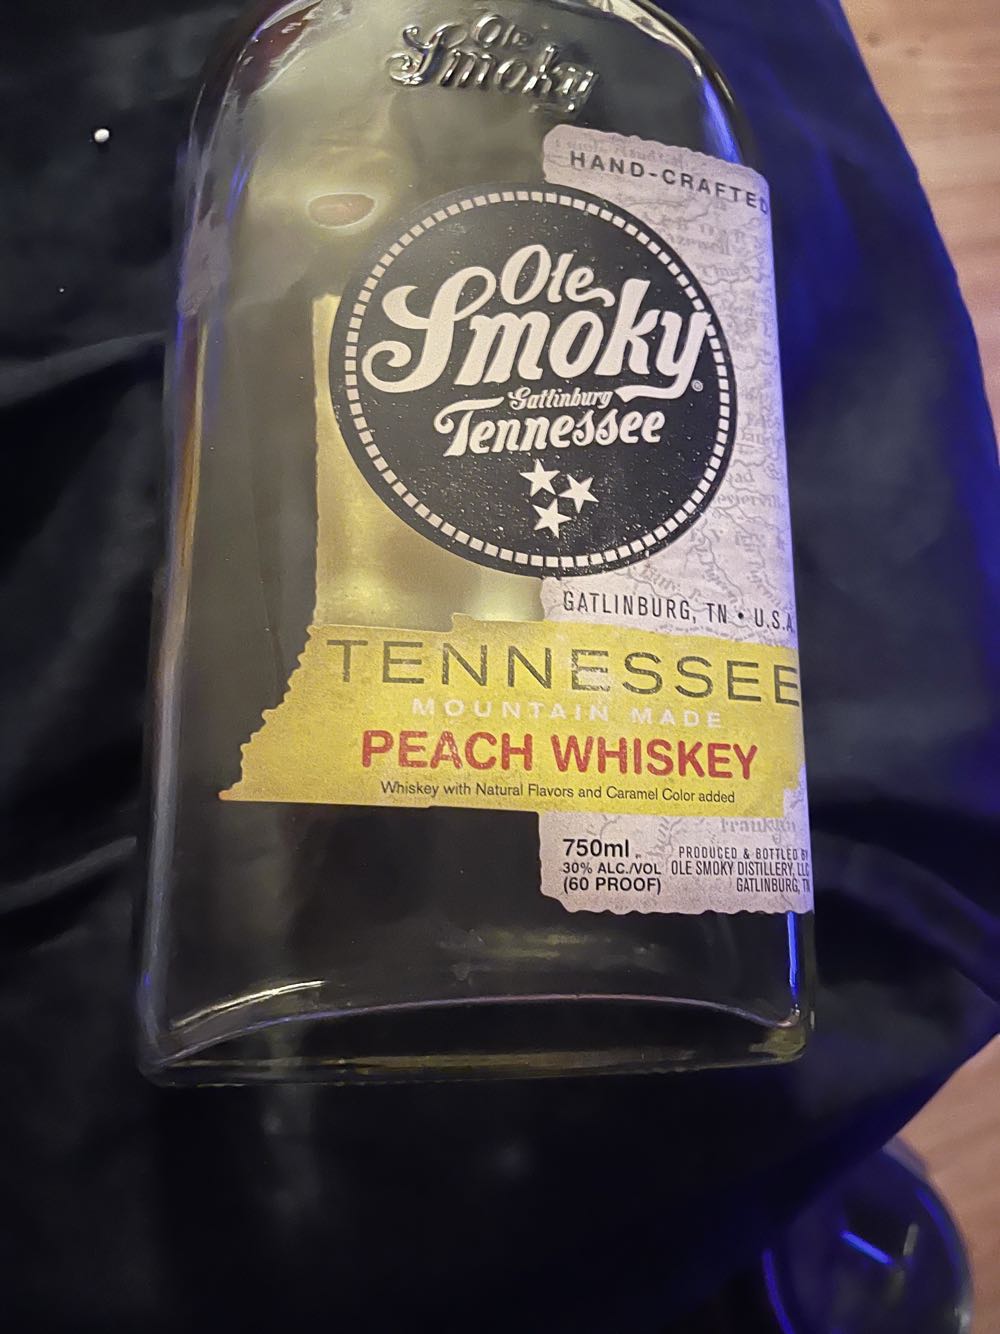 Ole
Smoky
HAND-CRAFTED
Ole
Smoky®
Gatlinburg
Tennessee
GATLINBURG, TN • U.S.A
TENNESSEE
MOUNTAIN MADE
PEACH WHISKEY
Whiskey with Natural Flavors and Caramel Color added
Franklin
750ml
30% ALC./VOL
(60 PROOF)
PRODUCED & BOTTLED BY
OLE SMOKY DISTILLERY, LLC
GATLINBURG, TN